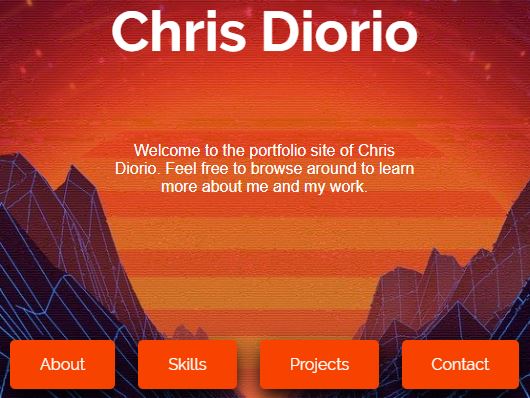 Chris Diorio
Welcome to the portfolio site of Chris
Diorio. Feel free to browse around to learn
more about me and my work.
About
Skills
Projects
Contact